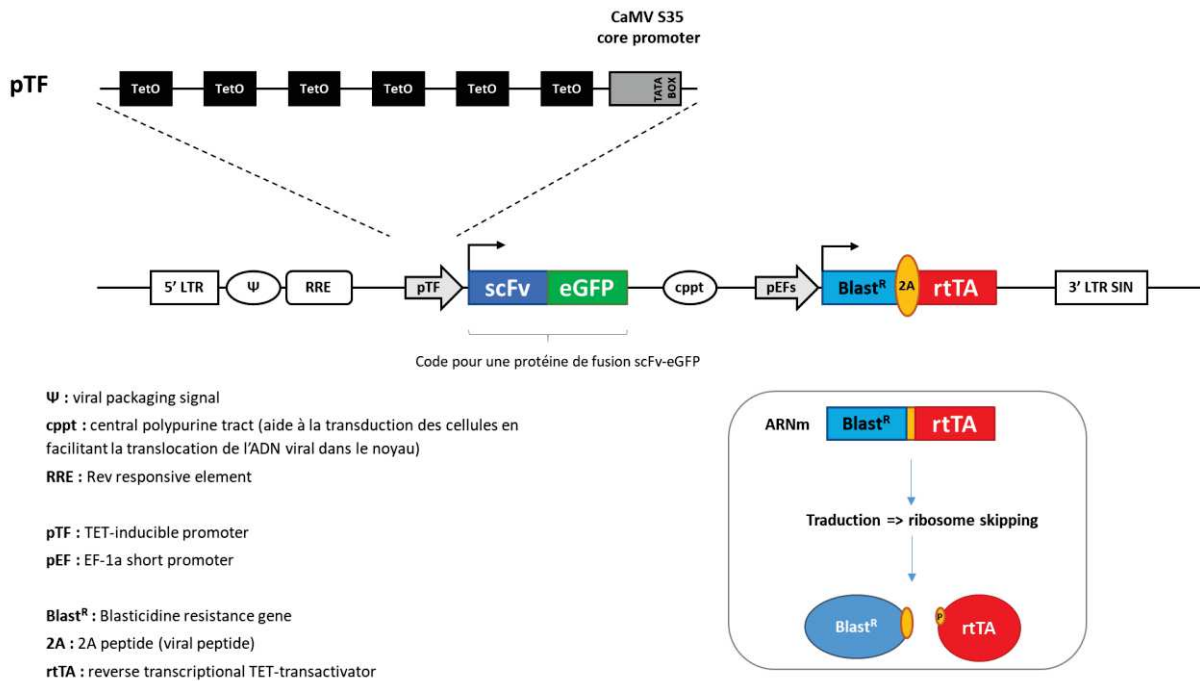 CaMV S35
core promoter
pTF
TetO TetO TetO TetO TetO TetO TATA BOX
5' LTR Ψ RRE pTF scFv eGFP cppt pEFs Blastᴿ 2A rtTA 3' LTR SIN
Code pour une protéine de fusion scFv-eGFP
Ψ : viral packaging signal
cppt : central polypurine tract (aide à la transduction des cellules en
facilitant la translocation de l'ADN viral dans le noyau)
RRE : Rev responsive element
pTF : TET-inducible promoter
pEF : EF-1a short promoter
Blastᴿ : Blasticidine resistance gene
2A : 2A peptide (viral peptide)
rtTA : reverse transcriptional TET-transactivator
ARNm Blastᴿ rtTA
Traduction => ribosome skipping
Blastᴿ P rtTA